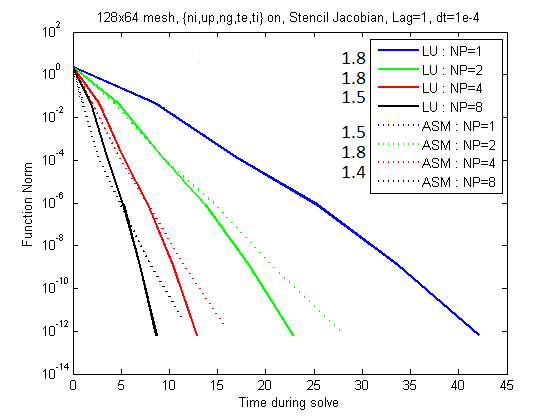 128x64 mesh, {ni,up,ng,te,ti} on, Stencil Jacobian, Lag=1, dt=1e-4
10^2
10^0
10^-2
10^-4
10^-6
10^-8
10^-10
10^-12
10^-14
Function Norm
0 5 10 15 20 25 30 35 40 45
Time during solve
1.8
1.8
1.5
1.5
1.8
1.4
LU : NP=1
LU : NP=2
LU : NP=4
LU : NP=8
ASM : NP=1
ASM : NP=2
ASM : NP=4
ASM : NP=8